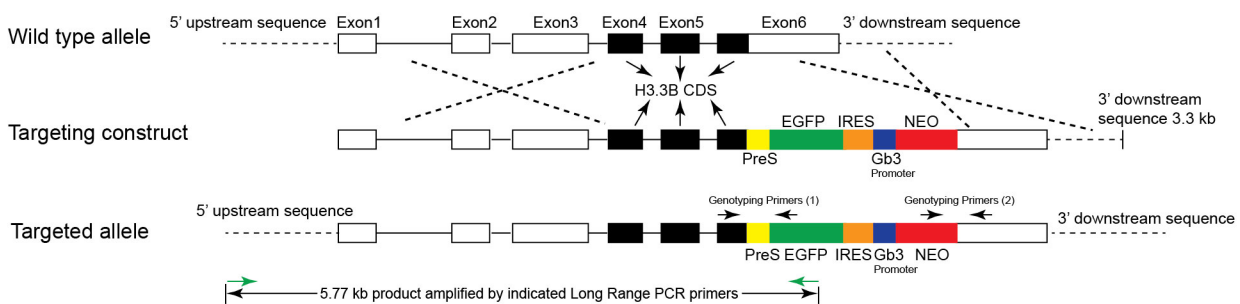 5' upstream sequence
Exon1
Exon2
Exon3
Exon4
Exon5
Exon6
3' downstream sequence
Wild type allele
H3.3B CDS
Targeting construct
EGFP
IRES
NEO
3' downstream
sequence 3.3 kb
PreS
Gb3
Promoter
Genotyping Primers (1)
Genotyping Primers (2)
5' upstream sequence
3' downstream sequence
Targeted allele
PreS
EGFP
IRES
Gb3
NEO
Promoter
5.77 kb product amplified by indicated Long Range PCR primers